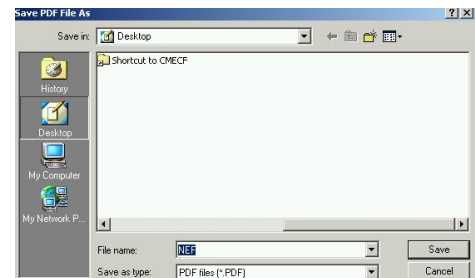 Save PDF File As
Save in: Desktop
Shortcut to CMECF
History
Desktop
My Computer
My Network P...
File name: NEF Save
Save as type: PDF files (*.PDF) Cancel